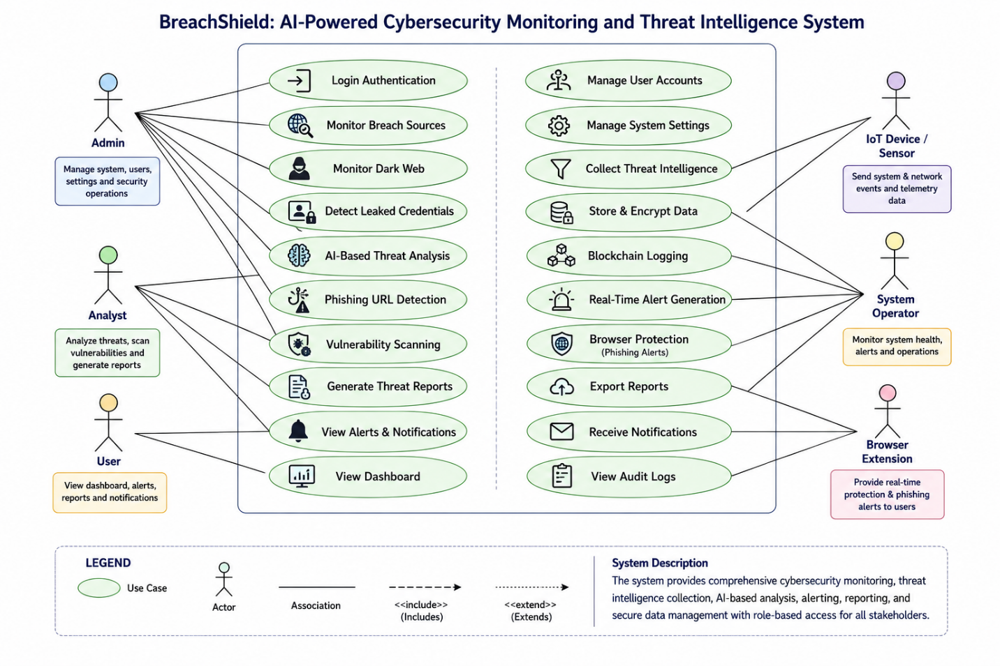 BreachShield: AI-Powered Cybersecurity Monitoring and Threat Intelligence System
Admin
Manage system, users,
settings and security
operations
Analyst
Analyze threats, scan
vulnerabilities and
generate reports
User
View dashboard, alerts,
reports and notifications
Login Authentication
Monitor Breach Sources
Monitor Dark Web
Detect Leaked Credentials
AI-Based Threat Analysis
Phishing URL Detection
Vulnerability Scanning
Generate Threat Reports
View Alerts & Notifications
View Dashboard
Manage User Accounts
Manage System Settings
Collect Threat Intelligence
Store & Encrypt Data
Blockchain Logging
Real-Time Alert Generation
Browser Protection
(Phishing Alerts)
Export Reports
Receive Notifications
View Audit Logs
IoT Device /
Sensor
Send system & network
events and telemetry
data
System
Operator
Monitor system health,
alerts and operations
Browser
Extension
Provide real-time
protection & phishing
alerts to users
LEGEND
Use Case
Actor
Association
<<include>>
(Includes)
<<extend>>
(Extends)
System Description
The system provides comprehensive cybersecurity monitoring, threat
intelligence collection, AI-based analysis, alerting, reporting, and
secure data management with role-based access for all stakeholders.